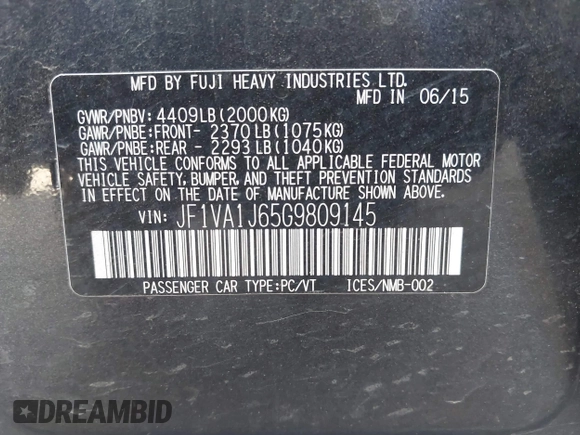 MFD BY FUJI HEAVY INDUSTRIES LTD.
MFD IN 06/15
GVWR/PNBV: 4409LB(2000KG)
GAWR/PNBE:FRONT- 2370LB(1075KG)
GAWR/PNBE:REAR - 2293LB(1040KG)
THIS VEHICLE CONFORMS TO ALL APPLICABLE FEDERAL MOTOR
VEHICLE SAFETY, BUMPER, AND THEFT PREVENTION STANDARDS
IN EFFECT ON THE DATE OF MANUFACTURE SHOWN ABOVE.
VIN: JF1VA1J65G9809145
PASSENGER CAR TYPE:PC/VT ICES/NMB-002
DREAMBID